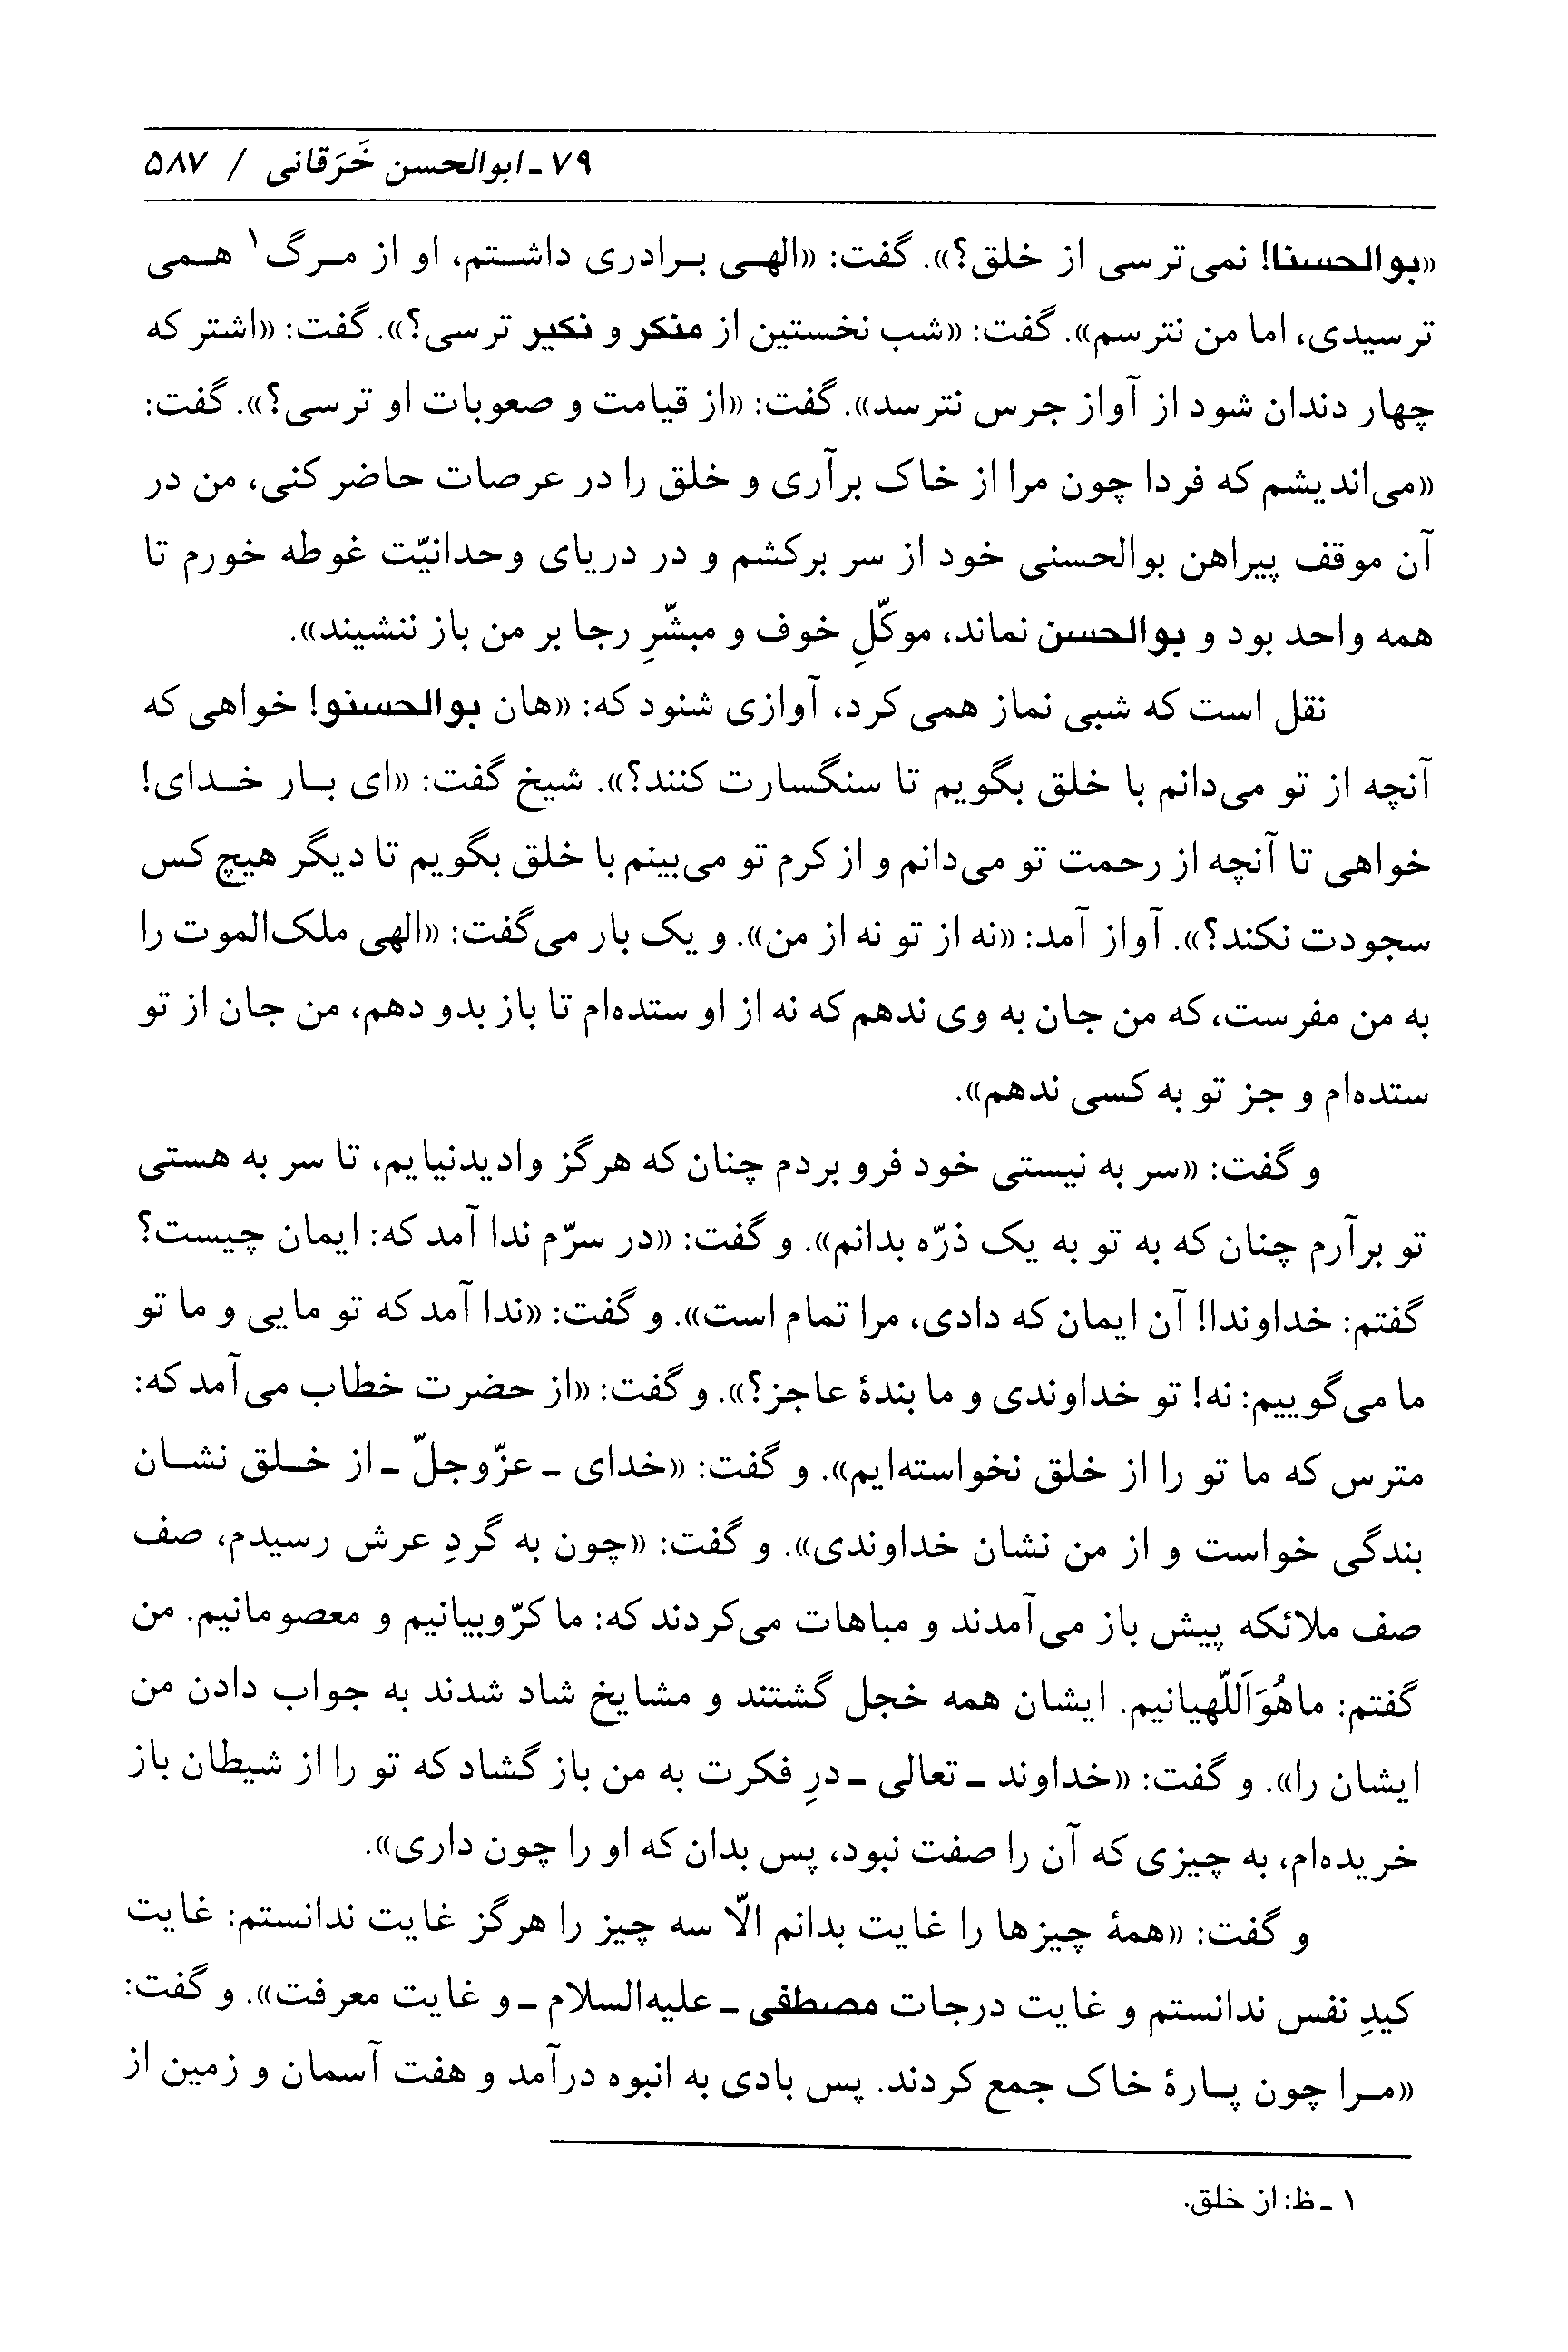 ۷۹ ـ ابوالحسن خَرَقانی / ۵۸۷
«بوالحسنا! نمی‌ترسی از خلق؟». گفت: «الهی برادری داشتم، او از مرگ۱ همی
ترسیدی، اما من نترسم». گفت: «شب نخستین از منکر و نکیر ترسی؟». گفت: «اشتر که
چهار دندان شود از آواز جرس نترسد». گفت: «از قیامت و صعوبات او ترسی؟». گفت:
«می‌اندیشم که فردا چون مرا از خاک برآری و خلق را در عرصات حاضر کنی، من در
آن موقف پیراهن بوالحسنی خود از سر برکشم و در دریای وحدانیّت غوطه خورم تا
همه واحد بود و بوالحسن نماند، موکّلِ خوف و مبشّرِ رجا بر من باز ننشیند».
نقل است که شبی نماز همی کرد، آوازی شنود که: «هان بوالحسنو! خواهی که
آنچه از تو می‌دانم با خلق بگویم تا سنگسارت کنند؟». شیخ گفت: «ای بار خدای!
خواهی تا آنچه از رحمت تو می‌دانم و از کرم تو می‌بینم با خلق بگویم تا دیگر هیچ کس
سجودت نکند؟». آواز آمد: «نه از تو نه از من». و یک بار می‌گفت: «الهی ملک‌الموت را
به من مفرست، که من جان به وی ندهم که نه از او ستده‌ام تا باز بدو دهم، من جان از تو
ستده‌ام و جز تو به کسی ندهم».
و گفت: «سر به نیستی خود فرو بردم چنان که هرگز وادیدنیایم، تا سر به هستی
تو برآرم چنان که به تو به یک ذرّه بدانم». و گفت: «در سرّم ندا آمد که: ایمان چیست؟
گفتم: خداوندا! آن ایمان که دادی، مرا تمام است». و گفت: «ندا آمد که تو مایی و ما تو
ما می‌گوییم: نه! تو خداوندی و ما بندهٔ عاجز؟». و گفت: «از حضرت خطاب می‌آمد که:
مترس که ما تو را از خلق نخواسته‌ایم». و گفت: «خدای ـ عزّوجلّ ـ از خلق نشان
بندگی خواست و از من نشان خداوندی». و گفت: «چون به گردِ عرش رسیدم، صف
صف ملائکه پیش باز می‌آمدند و مباهات می‌کردند که: ما کرّوبیانیم و معصومانیم. من
گفتم: ماهُوَاَللّهیانیم. ایشان همه خجل گشتند و مشایخ شاد شدند به جواب دادن من
ایشان را». و گفت: «خداوند ـ تعالی ـ درِ فکرت به من باز گشاد که تو را از شیطان باز
خریده‌ام، به چیزی که آن را صفت نبود، پس بدان که او را چون داری».
و گفت: «همهٔ چیزها را غایت بدانم الّا سه چیز را هرگز غایت ندانستم: غایت
کیدِ نفس ندانستم و غایت درجات مصطفی ـ علیه‌السلام ـ و غایت معرفت». و گفت:
«مرا چون پارهٔ خاک جمع کردند. پس بادی به انبوه درآمد و هفت آسمان و زمین از
۱ ـ ظ: از خلق.